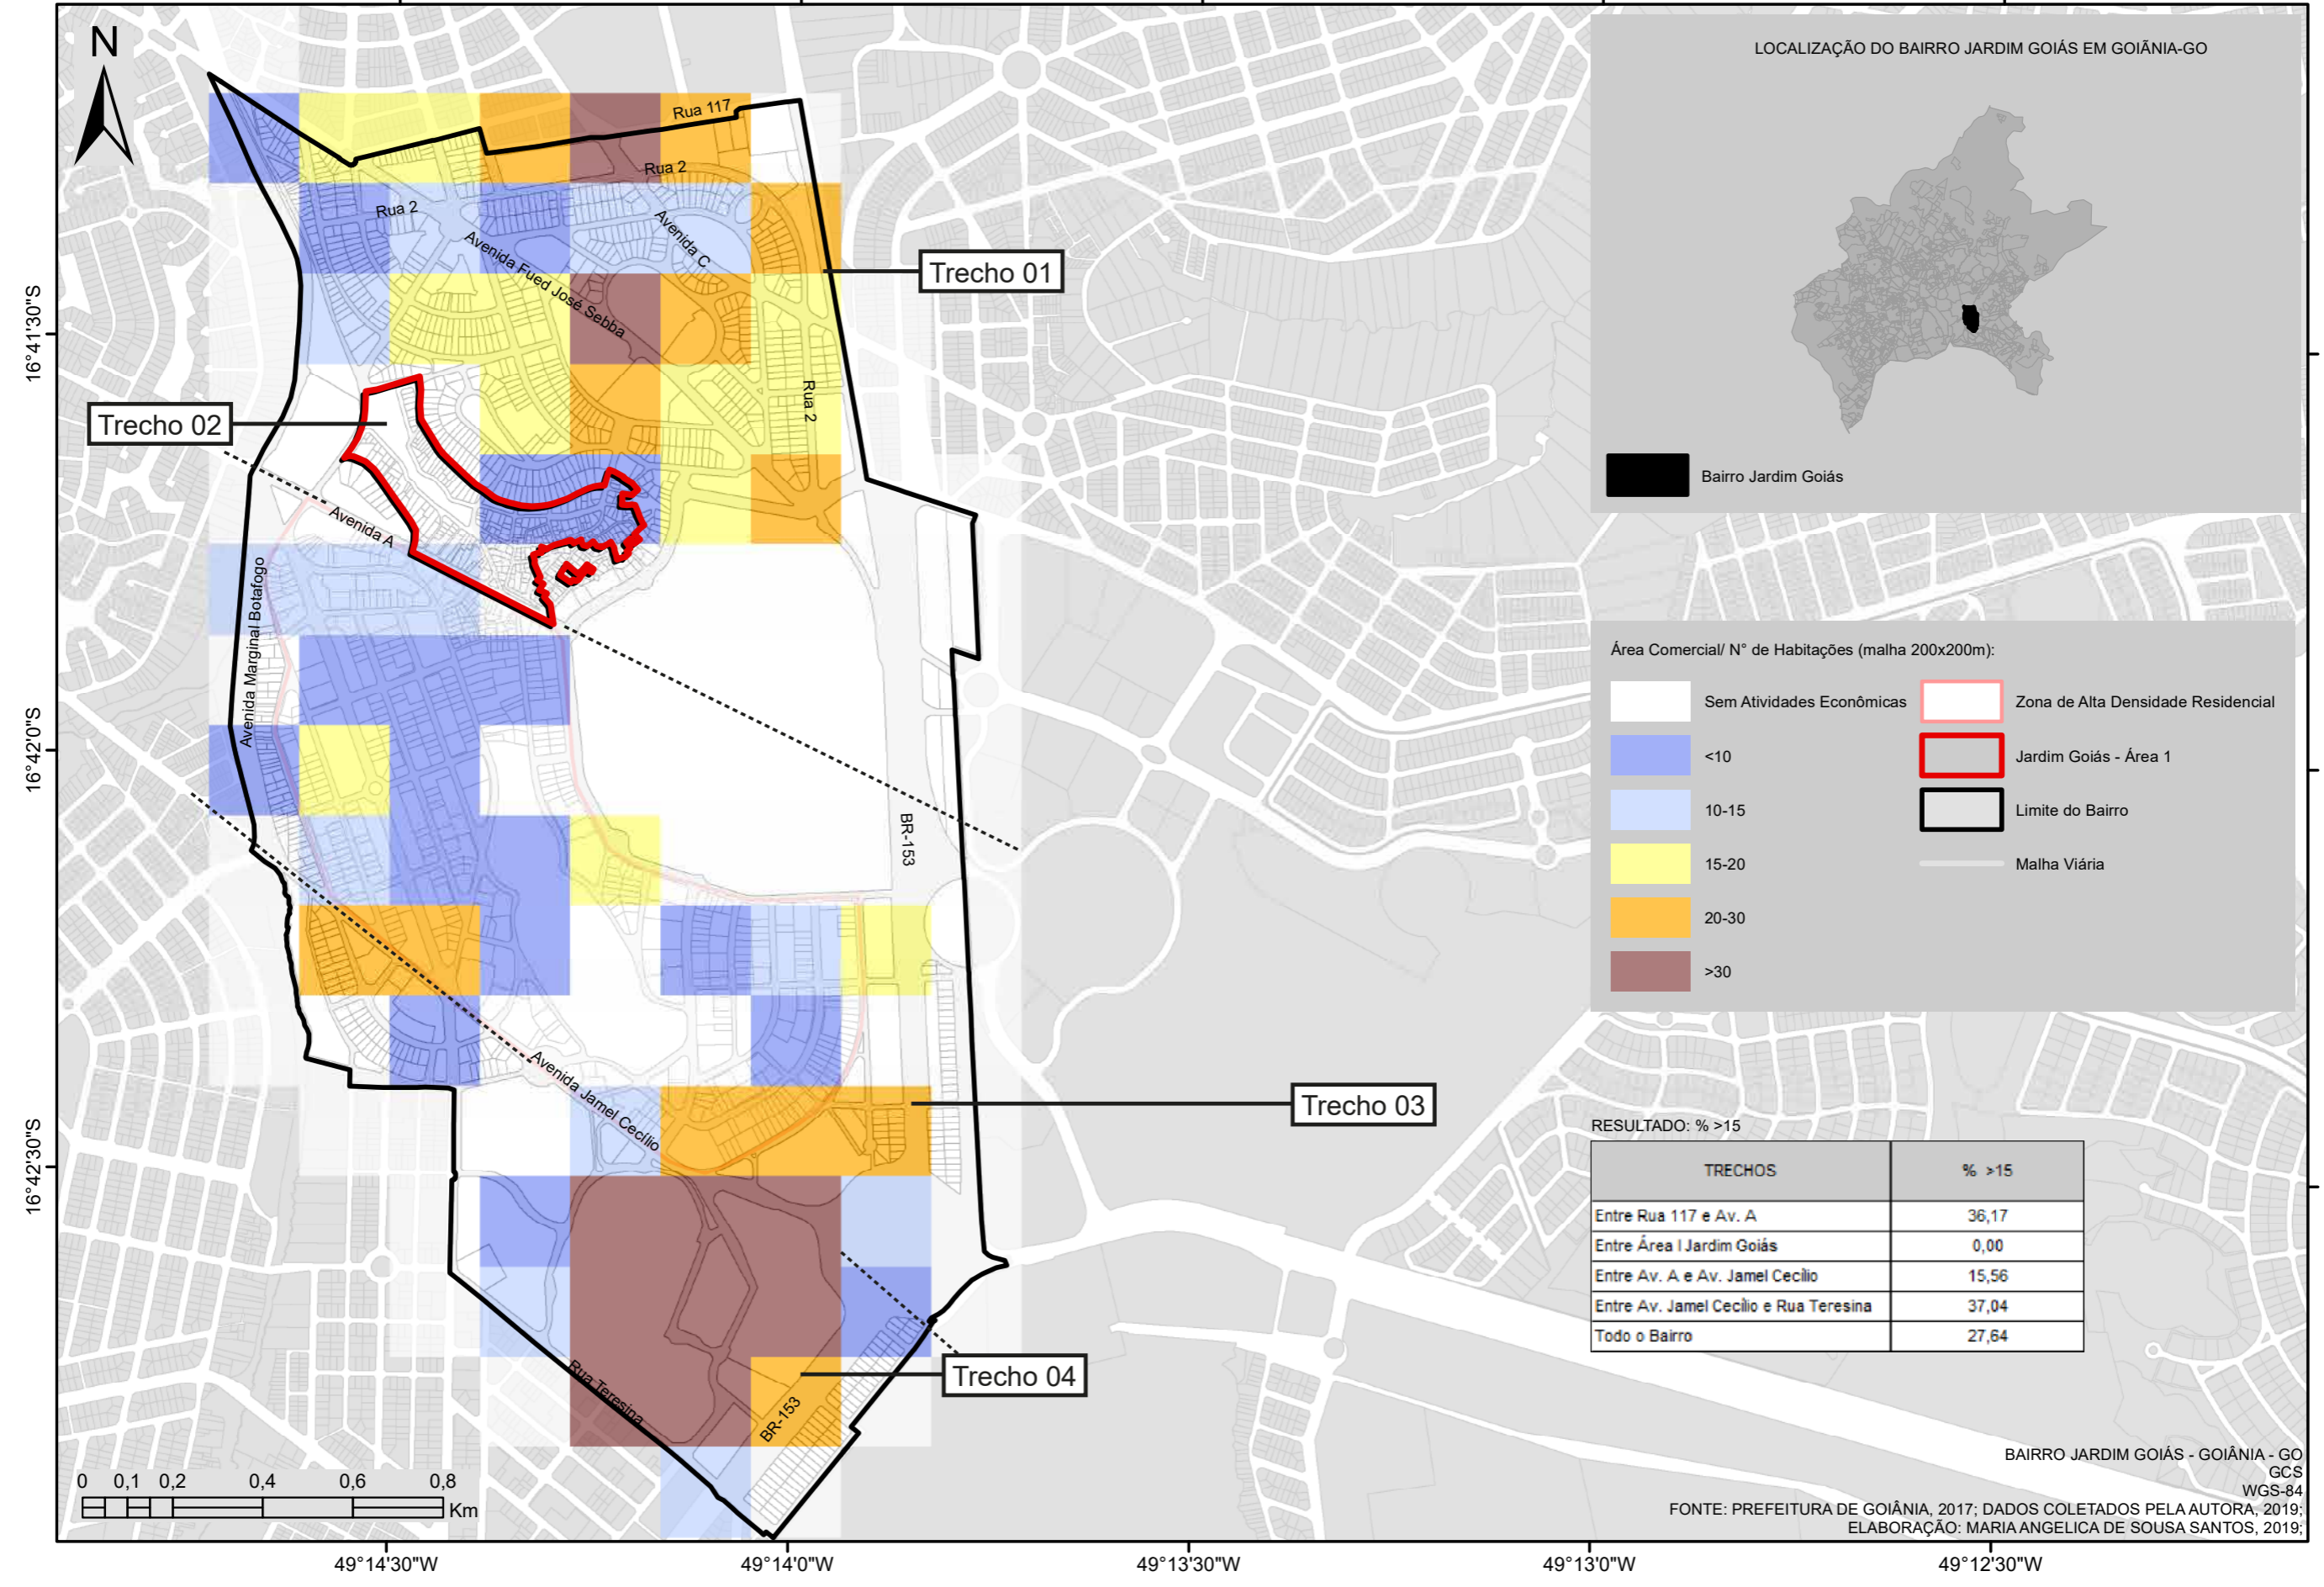 N
LOCALIZAÇÃO DO BAIRRO JARDIM GOIÁS EM GOIÃNIA-GO
Bairro Jardim Goiás
Rua 117
Rua 2
Rua 2
Avenida C
Avenida Fued José Sebba
Trecho 01
Rua 2
Trecho 02
Avenida A
Avenida Marginal Botafogo
BR-153
Avenida Jamel Cecílio
Trecho 03
Rua Teresina
BR-153
Trecho 04
16°41'30"S
16°42'0"S
16°42'30"S
Área Comercial/ N° de Habitações (malha 200x200m):
Sem Atividades Econômicas
<10
10-15
15-20
20-30
>30
Zona de Alta Densidade Residencial
Jardim Goiás - Área 1
Limite do Bairro
Malha Viária
RESULTADO: % >15
TRECHOS % >15
Entre Rua 117 e Av. A 36,17
Entre Área I Jardim Goiás 0,00
Entre Av. A e Av. Jamel Cecílio 15,56
Entre Av. Jamel Cecílio e Rua Teresina 37,04
Todo o Bairro 27,64
0 0,1 0,2 0,4 0,6 0,8
Km
BAIRRO JARDIM GOIÁS - GOIÂNIA - GO
GCS
WGS-84
FONTE: PREFEITURA DE GOIÂNIA, 2017; DADOS COLETADOS PELA AUTORA, 2019;
ELABORAÇÃO: MARIA ANGELICA DE SOUSA SANTOS, 2019;
49°14'30"W 49°14'0"W 49°13'30"W 49°13'0"W 49°12'30"W